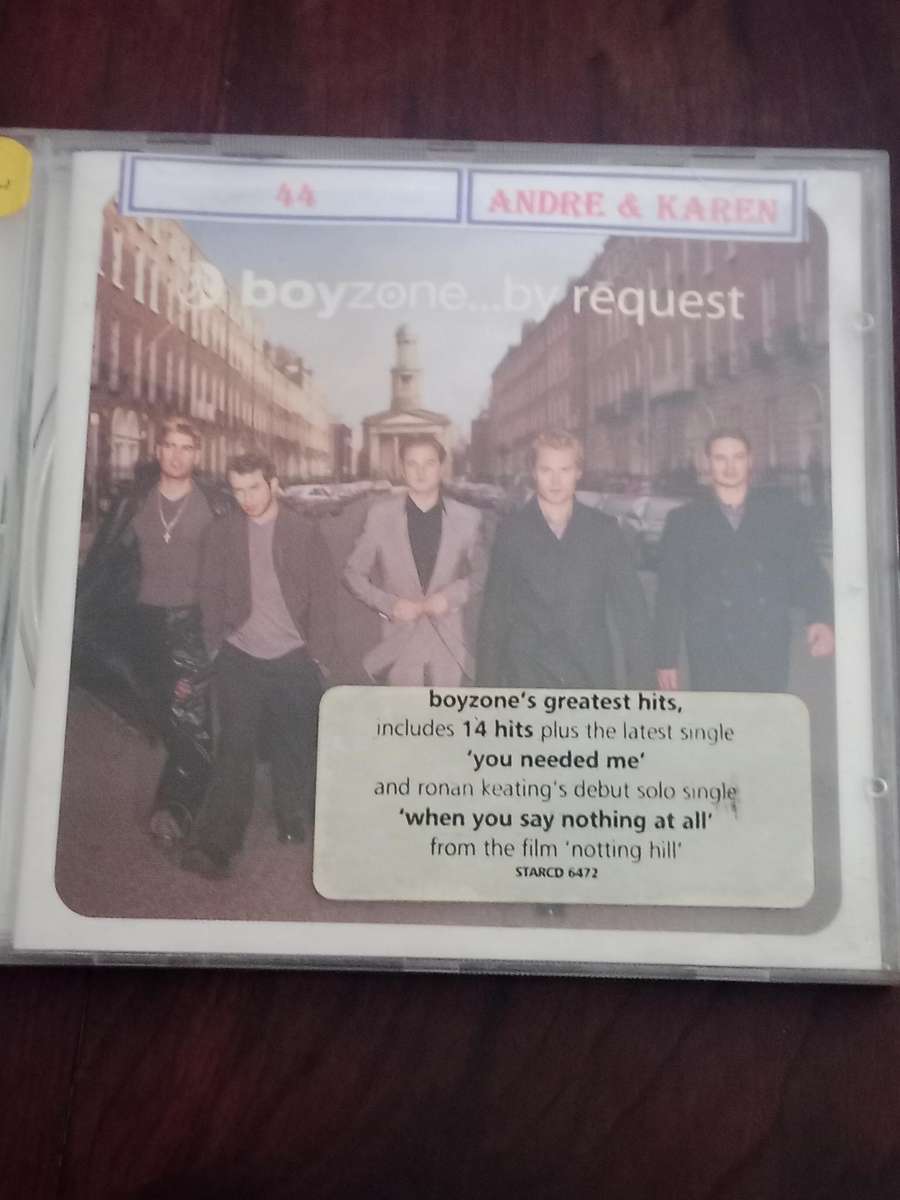 44
ANDRE & KAREN
boyzone...by request
boyzone's greatest hits,
includes 14 hits plus the latest single
'you needed me'
and ronan keating's debut solo single
'when you say nothing at all'
from the film 'notting hill'
STARCD 6472